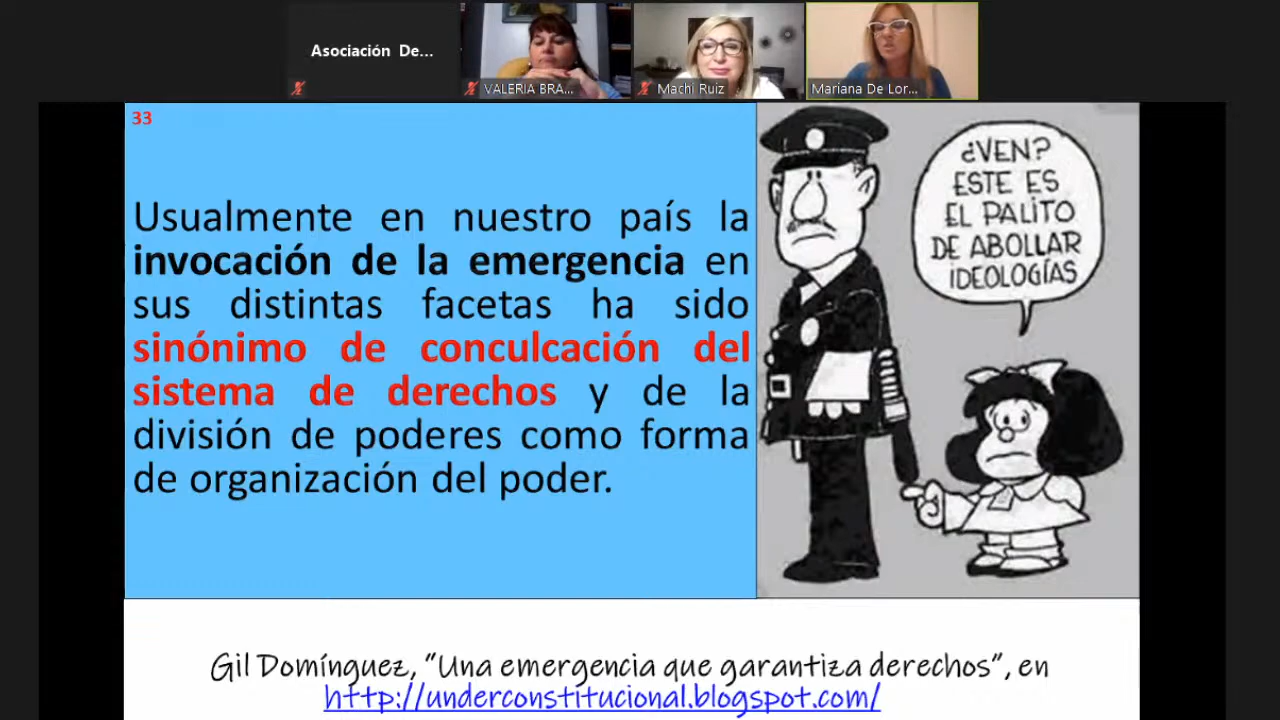 Asociación De...
VALERIA BRA...
Machi Ruiz
Mariana De Lor...
33
Usualmente en nuestro país la
invocación de la emergencia en
sus distintas facetas ha sido
sinónimo de conculcación del
sistema de derechos y de la
división de poderes como forma
de organización del poder.
¿VEN?
ESTE ES
EL PALITO
DE ABOLLAR
IDEOLOGÍAS
Gil Domínguez, "Una emergencia que garantiza derechos", en
http://underconstitucional.blogspot.com/